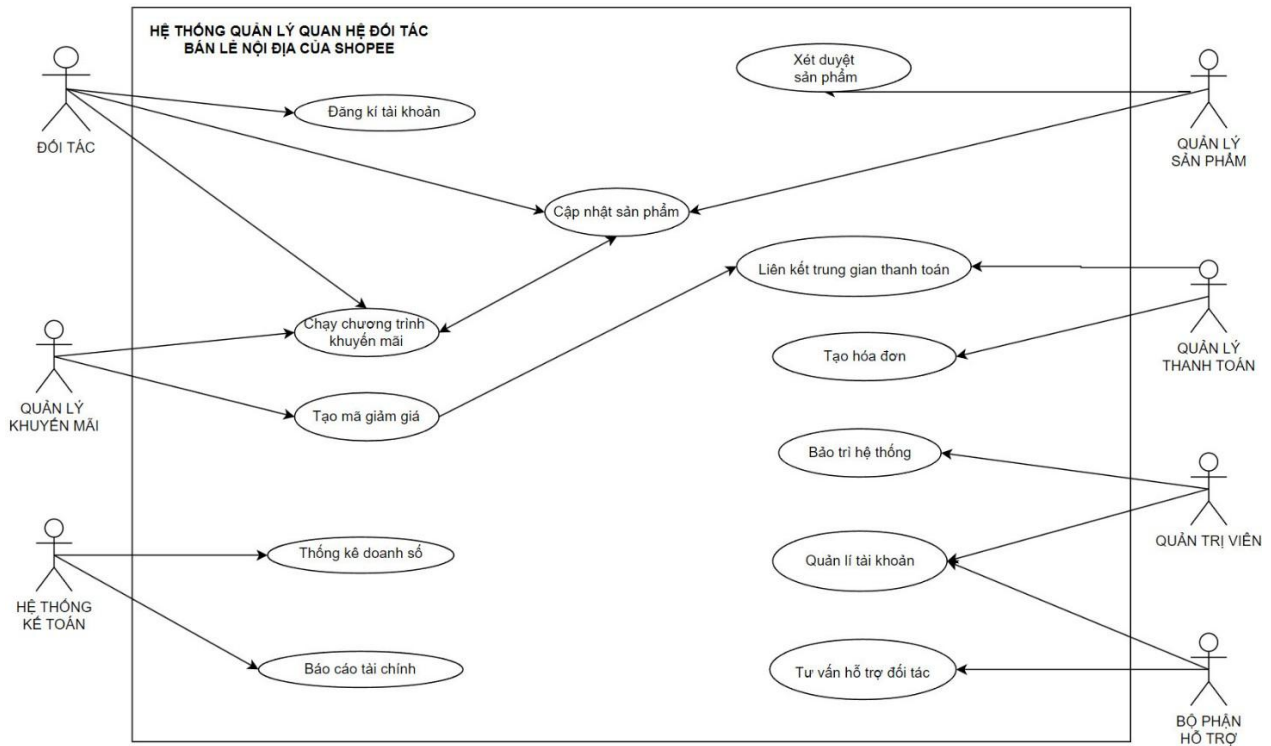 HỆ THỐNG QUẢN LÝ QUAN HỆ ĐỐI TÁC
BÁN LẺ NỘI ĐỊA CỦA SHOPEE
ĐỐI TÁC
Đăng kí tài khoản
Xét duyệt
sản phẩm
QUẢN LÝ
SẢN PHẨM
Cập nhật sản phẩm
Liên kết trung gian thanh toán
Chạy chương trình
khuyến mãi
Tạo hóa đơn
QUẢN LÝ
THANH TOÁN
QUẢN LÝ
KHUYẾN MÃI
Tạo mã giảm giá
Bảo trì hệ thống
QUẢN TRỊ VIÊN
Thống kê doanh số
Quản lí tài khoản
HỆ THỐNG
KẾ TOÁN
Báo cáo tài chính
Tư vấn hỗ trợ đối tác
BỘ PHẬN
HỖ TRỢ